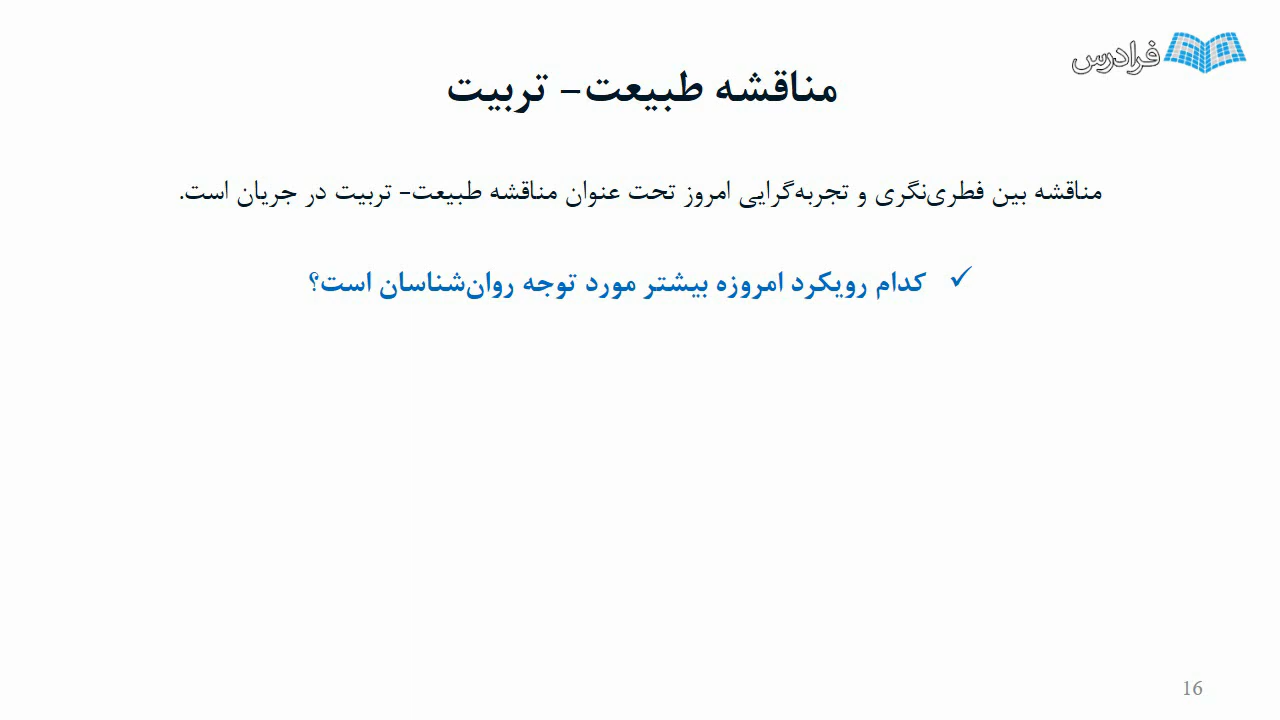 فرادرس
مناقشه طبیعت- تربیت
مناقشه بین فطری‌نگری و تجربه‌گرایی امروز تحت عنوان مناقشه طبیعت- تربیت در جریان است.
✓ کدام رویکرد امروزه بیشتر مورد توجه روان‌شناسان است؟
16